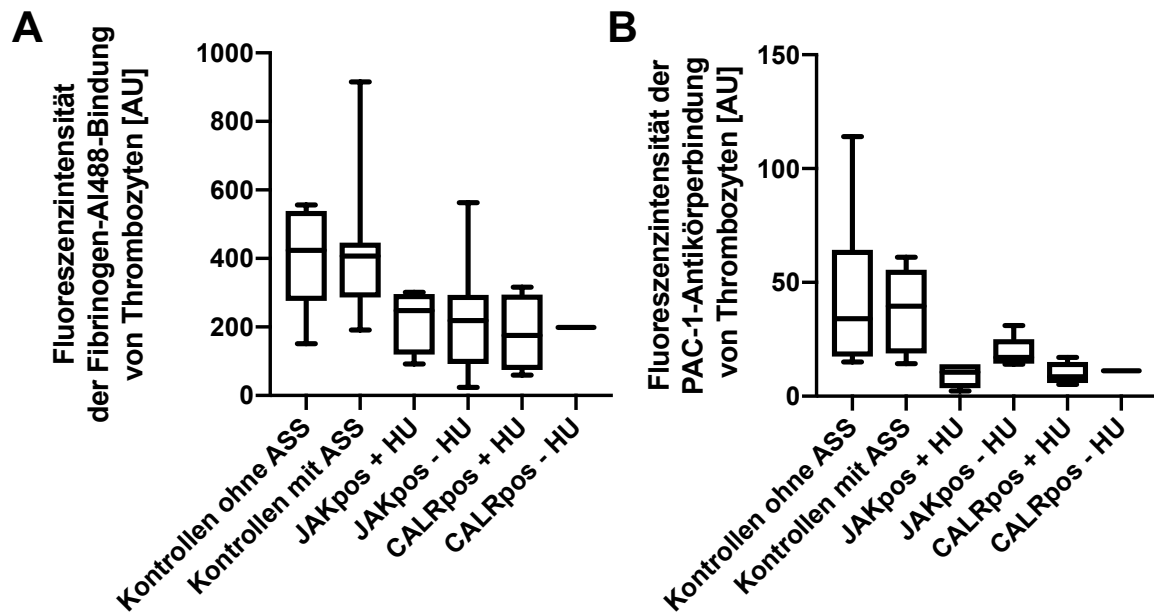 A
Fluoreszenzintensität
der Fibrinogen-Al488-Bindung
von Thrombozyten [AU]
1000
800
600
400
200
0
Kontrollen ohne ASS
Kontrollen mit ASS
JAKpos + HU
JAKpos - HU
CALRpos + HU
CALRpos - HU
B
Fluoreszenzintensität der
PAC-1-Antikörperbindung
von Thrombozyten [AU]
150
100
50
0
Kontrollen ohne ASS
Kontrollen mit ASS
JAKpos + HU
JAKpos - HU
CALRpos + HU
CALRpos - HU